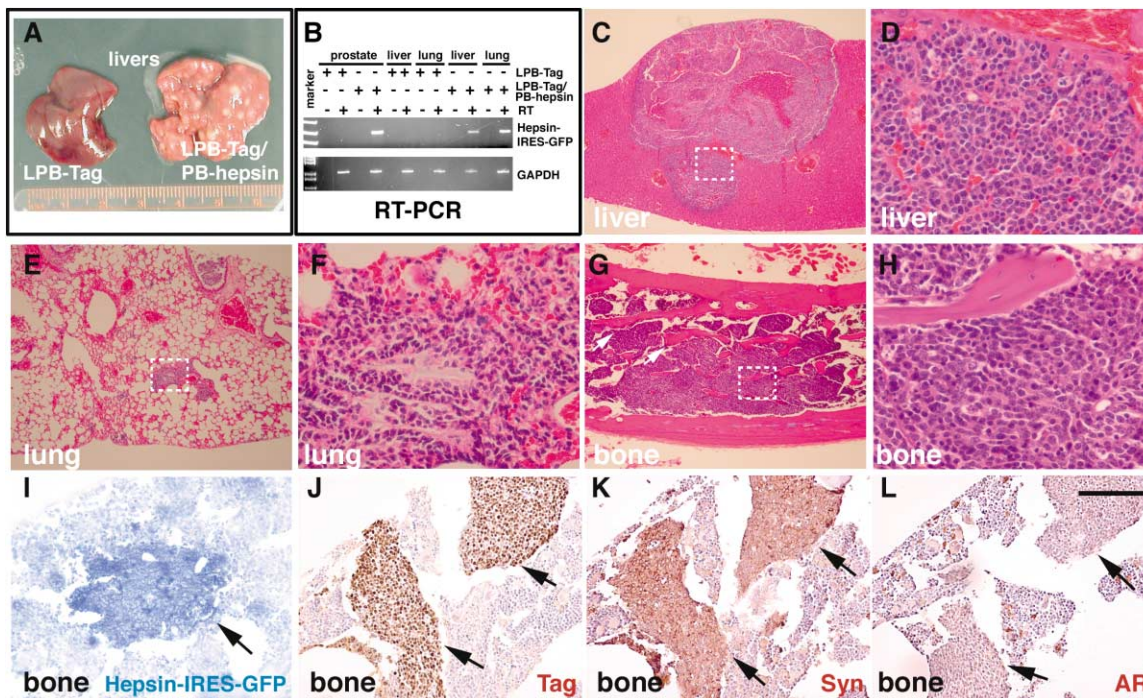 A
livers
LPB-Tag
LPB-Tag/
PB-hepsin
B
prostate liver lung liver lung
marker
+ + - - + + + + - - - - LPB-Tag
- - + + - - - - + + + + LPB-Tag/
PB-hepsin
- + - + - + - + - + - + RT
Hepsin-
IRES-GFP
GAPDH
RT-PCR
C
liver
D
liver
E
lung
F
lung
G
bone
H
bone
I
bone Hepsin-IRES-GFP
J
bone Tag
K
bone Syn
L
bone